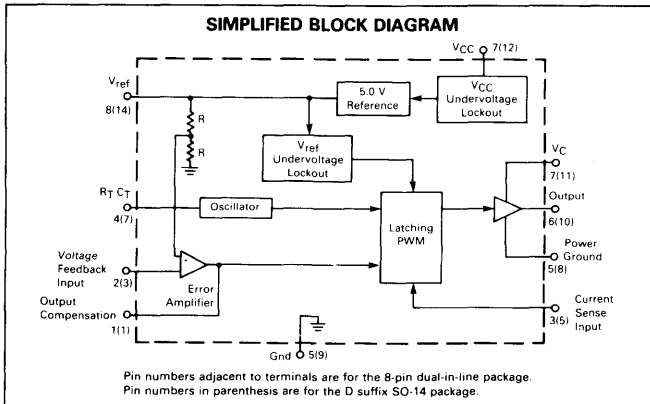 SIMPLIFIED BLOCK DIAGRAM
VCC 7(12)
Vref
8(14)
R
R
5.0 V
Reference
VCC
Undervoltage
Lockout
Vref
Undervoltage
Lockout
VC
7(11)
RT CT
4(7)
Oscillator
Latching
PWM
Output
6(10)
Power
Ground
5(8)
Voltage
Feedback
Input
2(3)
Error
Amplifier
Output
Compensation
1(1)
Current
Sense
Input
3(5)
Gnd 5(9)
Pin numbers adjacent to terminals are for the 8-pin dual-in-line package.
Pin numbers in parenthesis are for the D suffix SO-14 package.